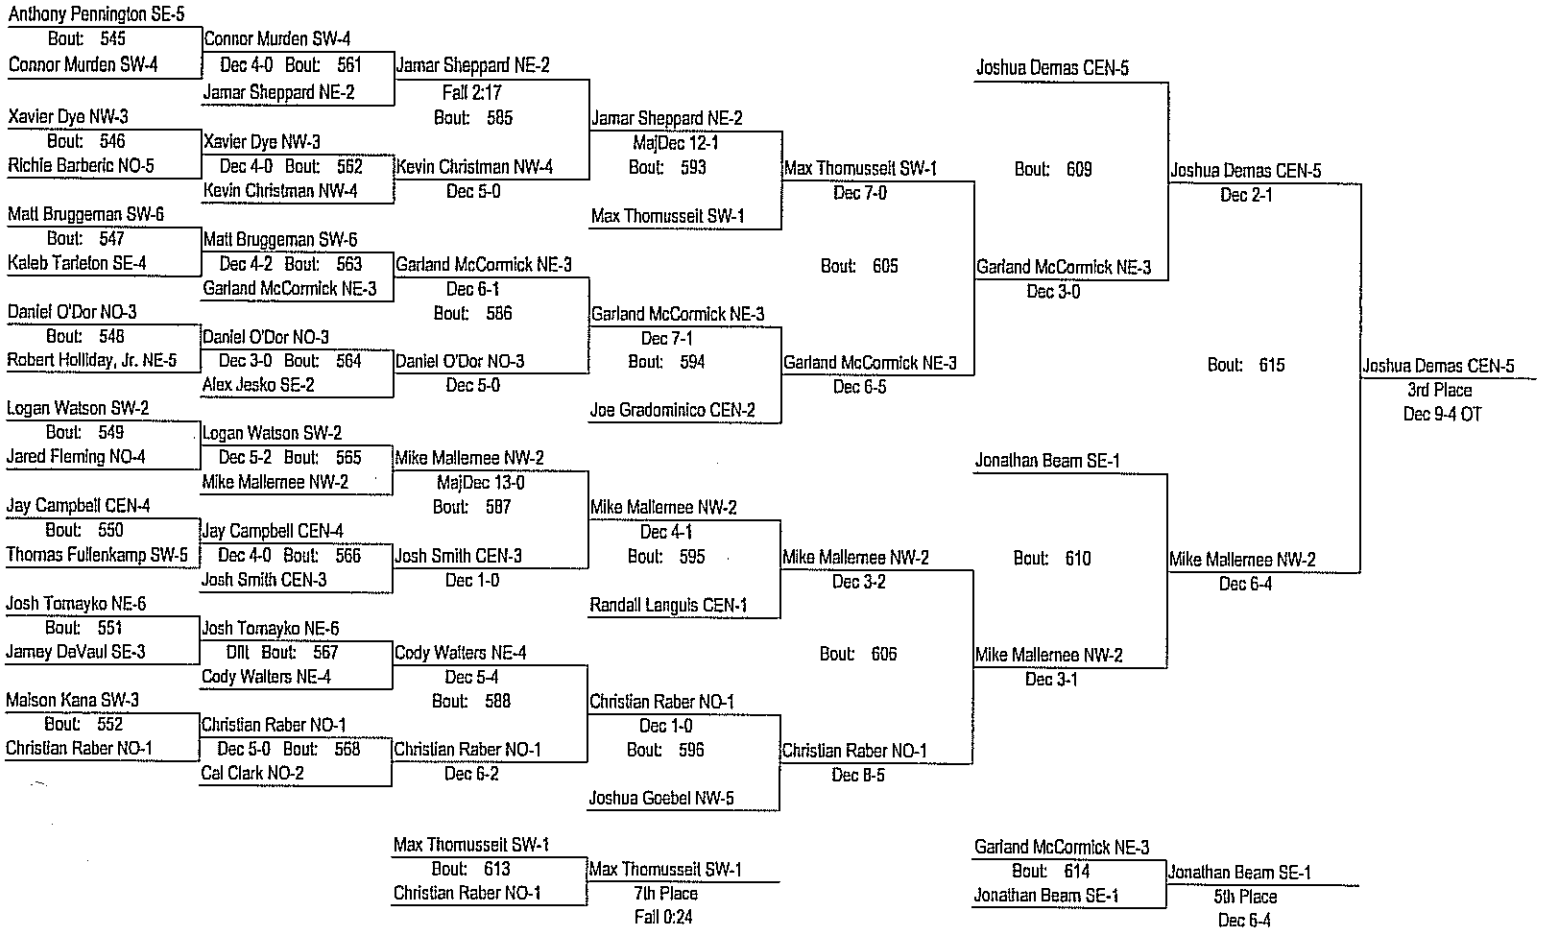 Anthony Pennington SE-5
Bout: 545
Connor Murden SW-4
Xavier Dye NW-3
Bout: 546
Richie Barberic NO-5
Matt Bruggeman SW-6
Bout: 547
Kaleb Tarleton SE-4
Daniel O'Dor NO-3
Bout: 548
Robert Holliday, Jr. NE-5
Logan Watson SW-2
Bout: 549
Jared Fleming NO-4
Jay Campbell CEN-4
Bout: 550
Thomas Fullenkamp SW-5
Josh Tomayko NE-6
Bout: 551
Jamey DeVaul SE-3
Maison Kana SW-3
Bout: 552
Christian Raber NO-1
Connor Murden SW-4
Dec 4-0 Bout: 561
Jamar Sheppard NE-2
Xavier Dye NW-3
Dec 4-0 Bout: 562
Kevin Christman NW-4
Matt Bruggeman SW-6
Dec 4-2 Bout: 563
Garland McCormick NE-3
Daniel O'Dor NO-3
Dec 3-0 Bout: 564
Alex Jesko SE-2
Logan Watson SW-2
Dec 5-2 Bout: 565
Mike Mallernee NW-2
Jay Campbell CEN-4
Dec 4-0 Bout: 566
Josh Smith CEN-3
Josh Tomayko NE-6
Dflt Bout: 567
Cody Walters NE-4
Christian Raber NO-1
Dec 5-0 Bout: 568
Cal Clark NO-2
Jamar Sheppard NE-2
Fall 2:17
Bout: 585
Kevin Christman NW-4
Dec 5-0
Garland McCormick NE-3
Dec 6-1
Bout: 586
Daniel O'Dor NO-3
Dec 5-0
Mike Mallernee NW-2
MajDec 13-0
Bout: 587
Josh Smith CEN-3
Dec 1-0
Cody Walters NE-4
Dec 5-4
Bout: 588
Christian Raber NO-1
Dec 6-2
Jamar Sheppard NE-2
MajDec 12-1
Bout: 593
Max Thomusseit SW-1
Garland McCormick NE-3
Dec 7-1
Bout: 594
Joe Gradominico CEN-2
Mike Mallernee NW-2
Dec 4-1
Bout: 595
Randall Languis CEN-1
Christian Raber NO-1
Dec 1-0
Bout: 596
Joshua Goebel NW-5
Max Thomusseit SW-1
Dec 7-0
Bout: 605
Garland McCormick NE-3
Dec 6-5
Mike Mallernee NW-2
Dec 3-2
Bout: 606
Christian Raber NO-1
Dec 8-5
Joshua Demas CEN-5
Bout: 609
Garland McCormick NE-3
Dec 3-0
Jonathan Beam SE-1
Bout: 610
Mike Mallernee NW-2
Dec 3-1
Joshua Demas CEN-5
Dec 2-1
Bout: 615
Mike Mallernee NW-2
Dec 6-4
Joshua Demas CEN-5
3rd Place
Dec 9-4 OT
Max Thomusseit SW-1
Bout: 613
Christian Raber NO-1
Max Thomusseit SW-1
7th Place
Fall 0:24
Garland McCormick NE-3
Bout: 614
Jonathan Beam SE-1
Jonathan Beam SE-1
5th Place
Dec 6-4